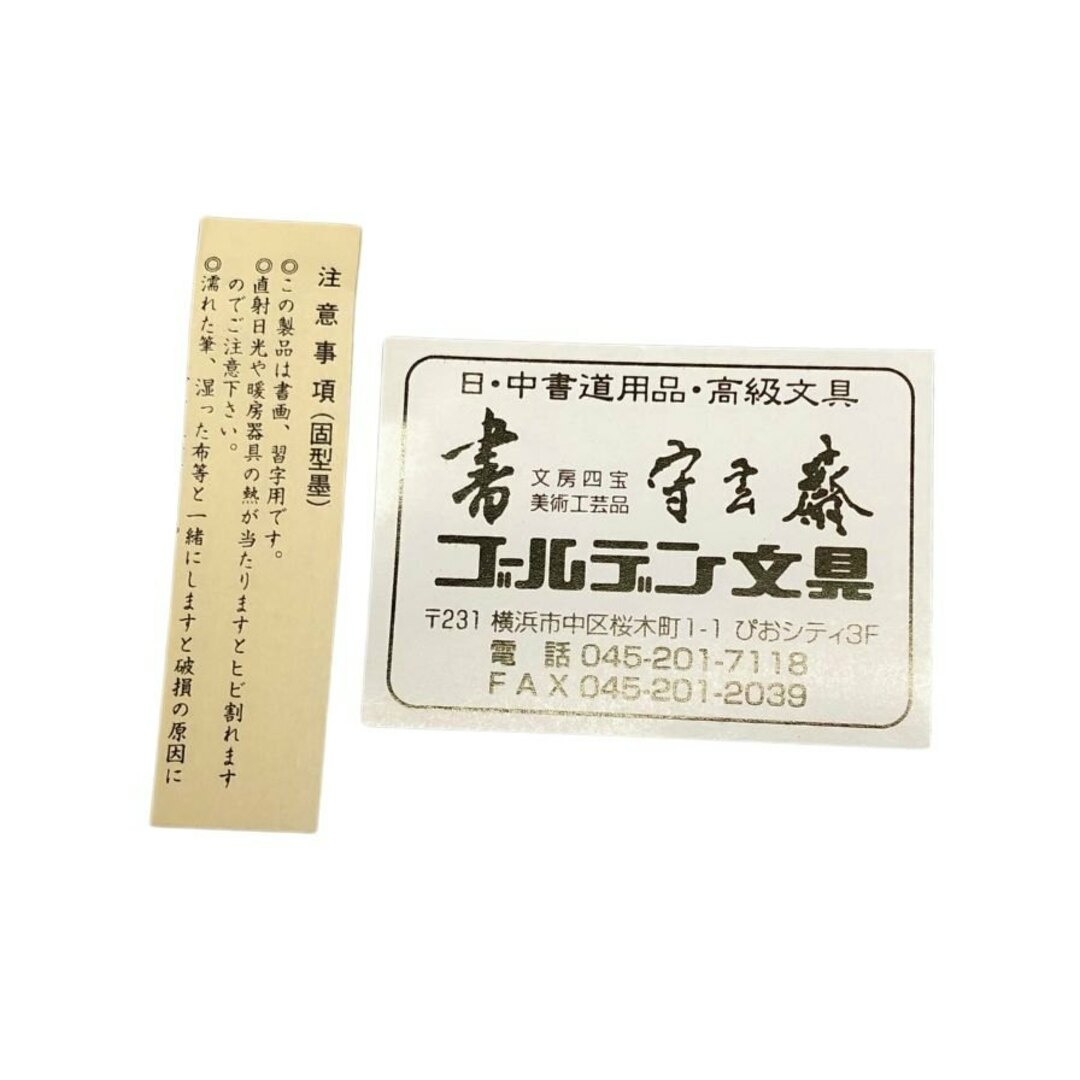 注意事項（固型墨）
◎この製品は書画、習字用です。
◎直射日光や暖房器具の熱が当たりますとヒビ割れます
のでご注意下さい。
◎濡れた筆、湿った布等と一緒にしますと破損の原因に
日・中書道用品・高級文具
書
文房四宝
美術工芸品
守玄齋
ゴールデン文具
〒231 横浜市中区桜木町1-1 ぴおシティ3F
電話 045-201-7118
FAX 045-201-2039